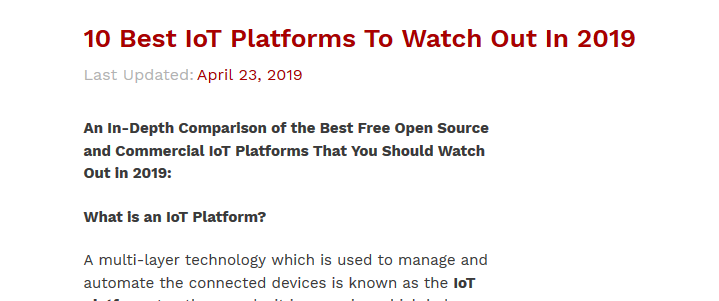 10 Best IoT Platforms To Watch Out In 2019
Last Updated: April 23, 2019
An In-Depth Comparison of the Best Free Open Source
and Commercial IoT Platforms That You Should Watch
Out in 2019:
What is an IoT Platform?
A multi-layer technology which is used to manage and
automate the connected devices is known as the IoT